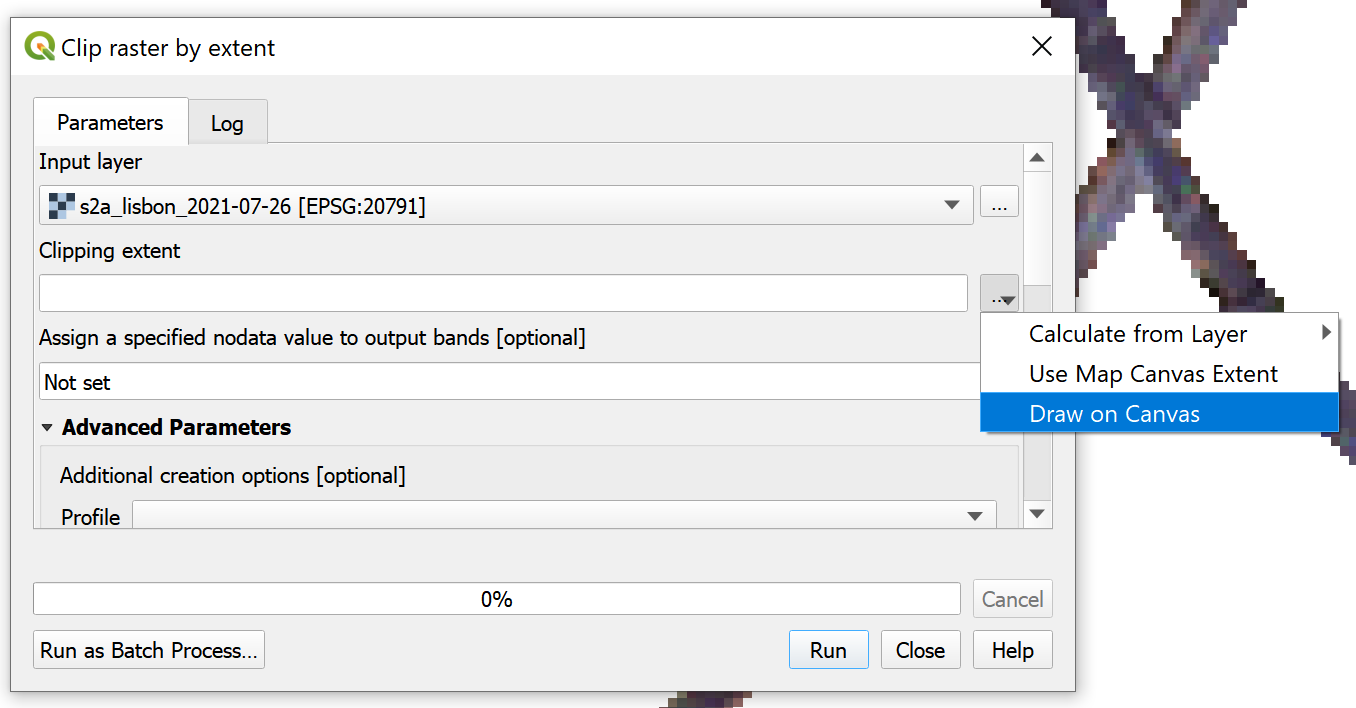 Clip raster by extent
Parameters
Log
Input layer
s2a_lisbon_2021-07-26 [EPSG:20791]
...
Clipping extent
...
Assign a specified nodata value to output bands [optional]
Not set
Calculate from Layer
Use Map Canvas Extent
Draw on Canvas
Advanced Parameters
Additional creation options [optional]
Profile
0%
Cancel
Run as Batch Process...
Run
Close
Help